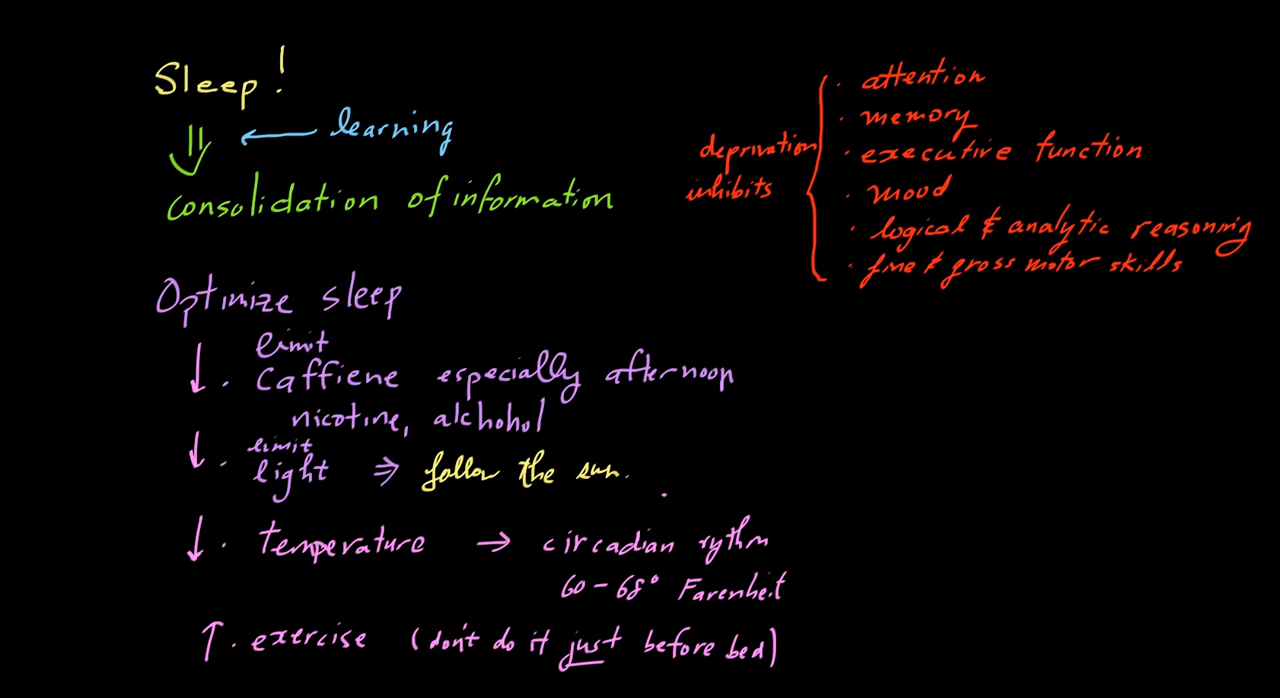 Sleep!
learning
consolidation of information
deprivation
inhibits
attention
memory
executive function
mood
logical & analytic reasoning
fine & gross motor skills
Optimize sleep
limit
caffiene especially afternoon
nicotine, alchohol
limit
light ⇒ follow the sun.
temperature → circadian rythm
60-68° Farenheit
exercise (don't do it just before bed)